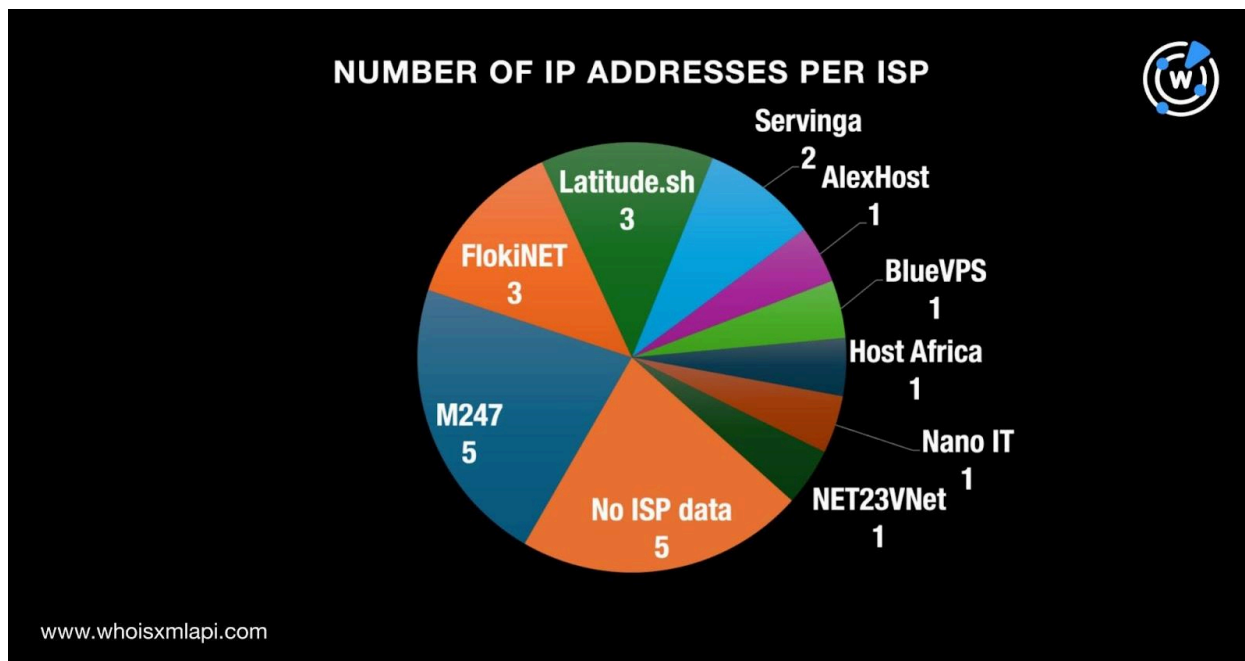 NUMBER OF IP ADDRESSES PER ISP
W
Servinga
2
AlexHost
1
Latitude.sh
3
FlokiNET
3
BlueVPS
1
Host Africa
1
M247
5
Nano IT
1
NET23VNet
1
No ISP data
5
www.whoisxmlapi.com